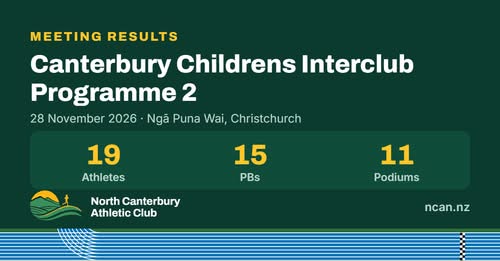 MEETING RESULTS
Canterbury Childrens Interclub
Programme 2
28 November 2026 · Ngā Puna Wai, Christchurch
19 15 11
Athletes PBs Podiums
North Canterbury
Athletic Club
ncan.nz